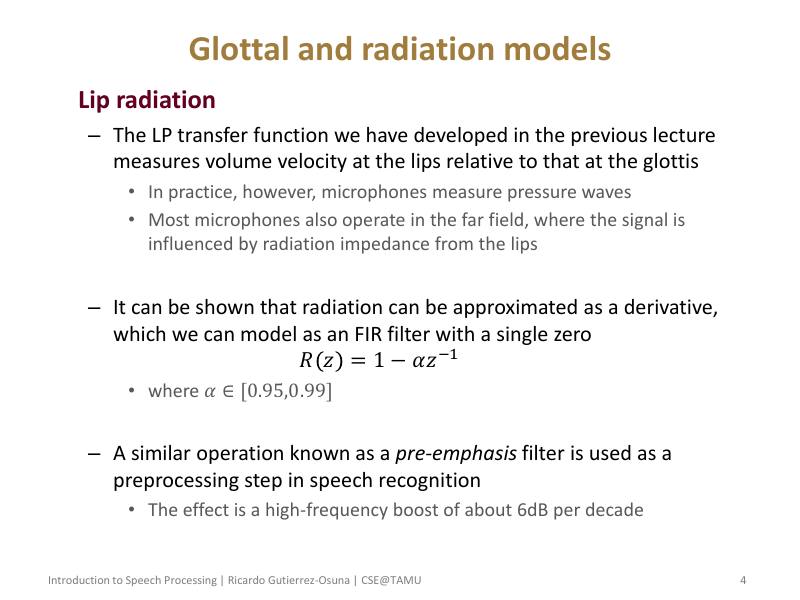 Glottal and radiation models
Lip radiation
– The LP transfer function we have developed in the previous lecture
measures volume velocity at the lips relative to that at the glottis
• In practice, however, microphones measure pressure waves
• Most microphones also operate in the far field, where the signal is
influenced by radiation impedance from the lips
– It can be shown that radiation can be approximated as a derivative,
which we can model as an FIR filter with a single zero
𝑅(𝑧) = 1 − 𝛼𝑧⁻¹
• where 𝛼 ∈ [0.95,0.99]
– A similar operation known as a pre-emphasis filter is used as a
preprocessing step in speech recognition
• The effect is a high-frequency boost of about 6dB per decade
Introduction to Speech Processing | Ricardo Gutierrez-Osuna | CSE@TAMU 4